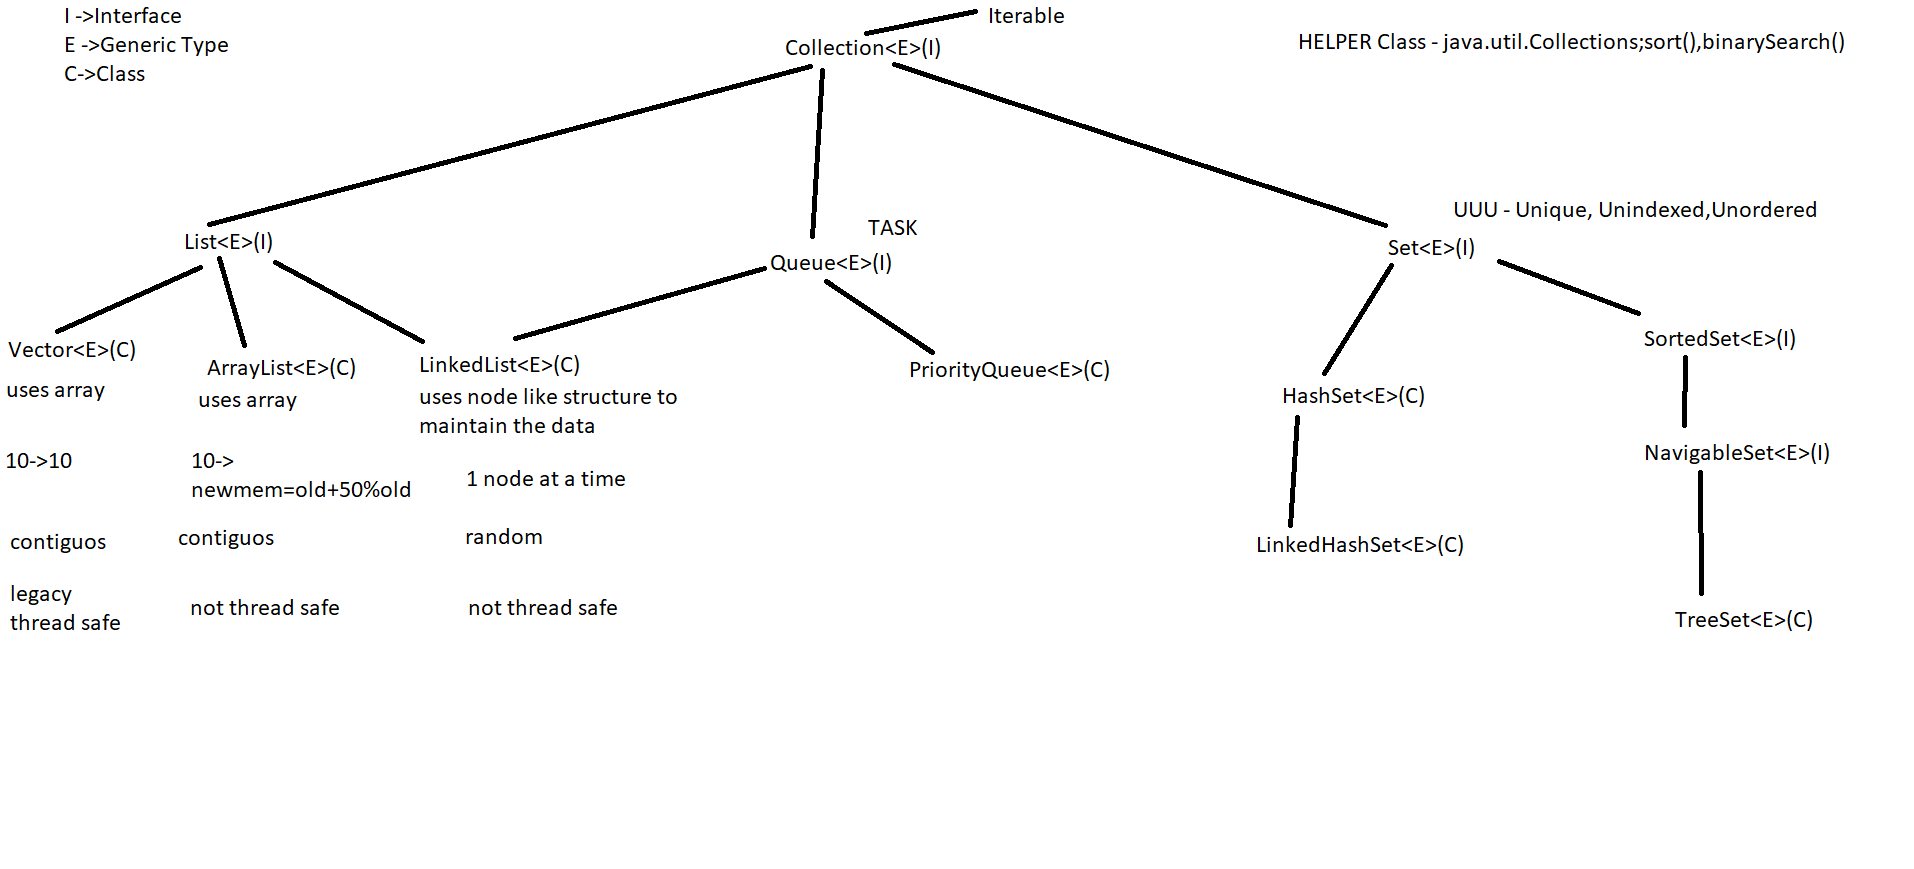 I ->Interface
E ->Generic Type
C->Class
Iterable
Collection<E>(I)
HELPER Class - java.util.Collections;sort(),binarySearch()
List<E>(I)
TASK
Queue<E>(I)
UUU - Unique, Unindexed,Unordered
Set<E>(I)
Vector<E>(C)
uses array
10->10
contiguos
legacy
thread safe
ArrayList<E>(C)
uses array
10->
newmem=old+50%old
contiguos
not thread safe
LinkedList<E>(C)
uses node like structure to
maintain the data
1 node at a time
random
not thread safe
PriorityQueue<E>(C)
HashSet<E>(C)
LinkedHashSet<E>(C)
SortedSet<E>(I)
NavigableSet<E>(I)
TreeSet<E>(C)